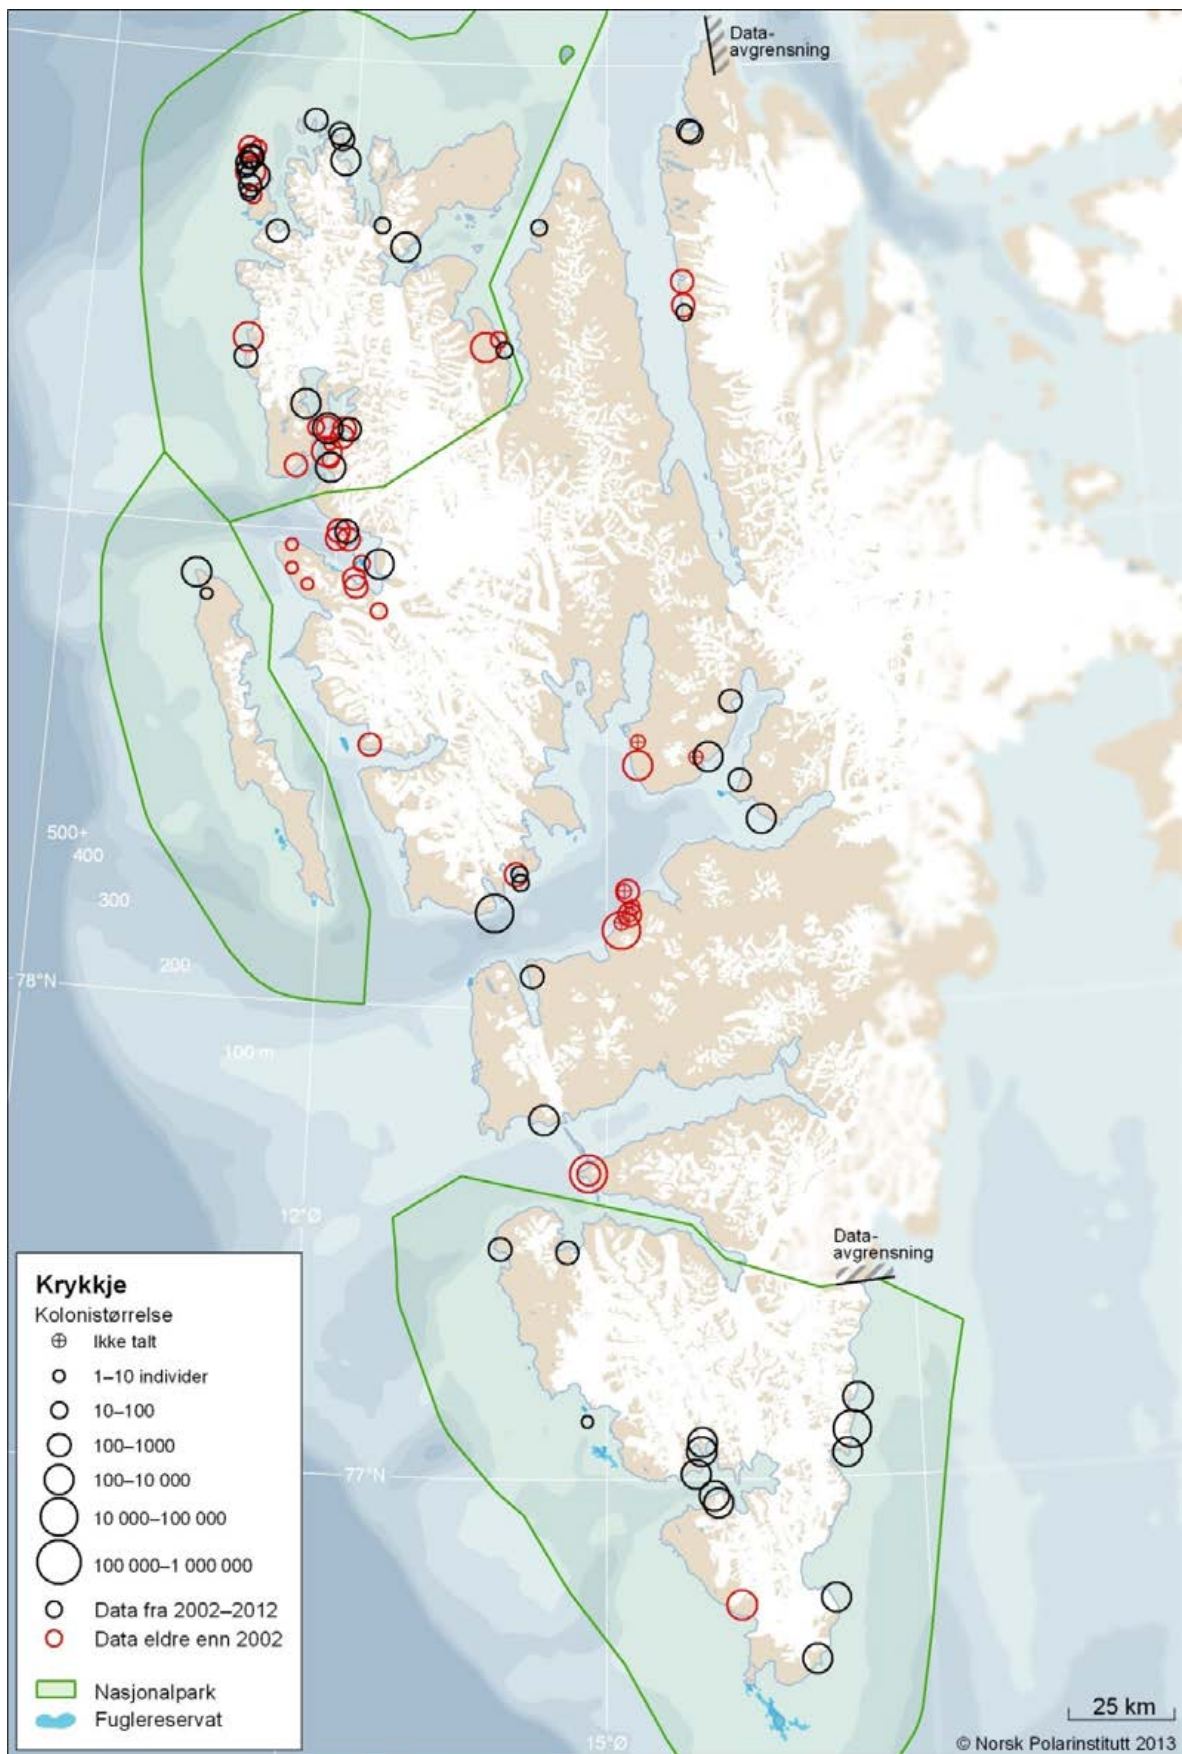 Data-
avgrensning
500+
400
300
78°N
200
100 m
12°Ø
Data-
avgrensning
Krykkje
Kolonistørrelse
Ikke talt
1–10 individer
10–100
100–1000
100–10 000
10 000–100 000
100 000–1 000 000
Data fra 2002–2012
Data eldre enn 2002
Nasjonalpark
Fuglereservat
77°N
15°Ø
25 km
© Norsk Polarinstitutt 2013